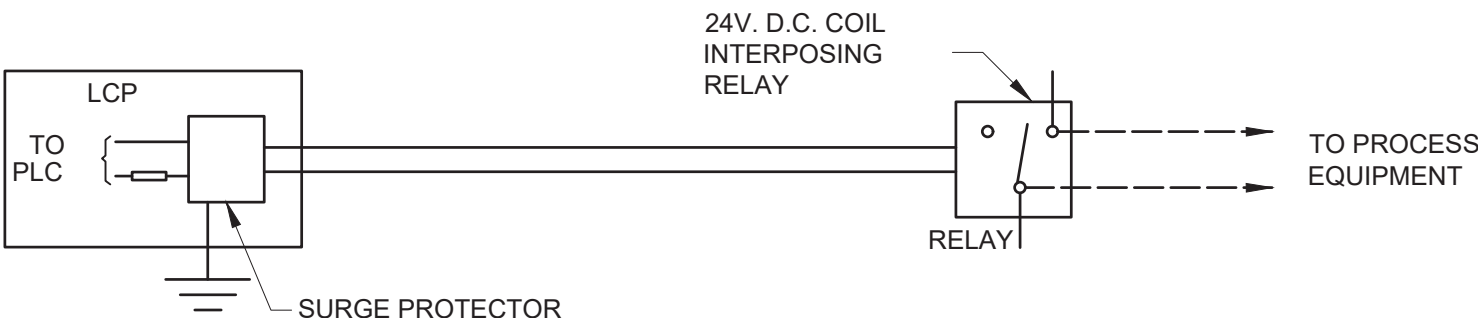 24V. D.C. COIL
INTERPOSING
RELAY
LCP
TO
PLC
TO PROCESS
EQUIPMENT
RELAY
SURGE PROTECTOR